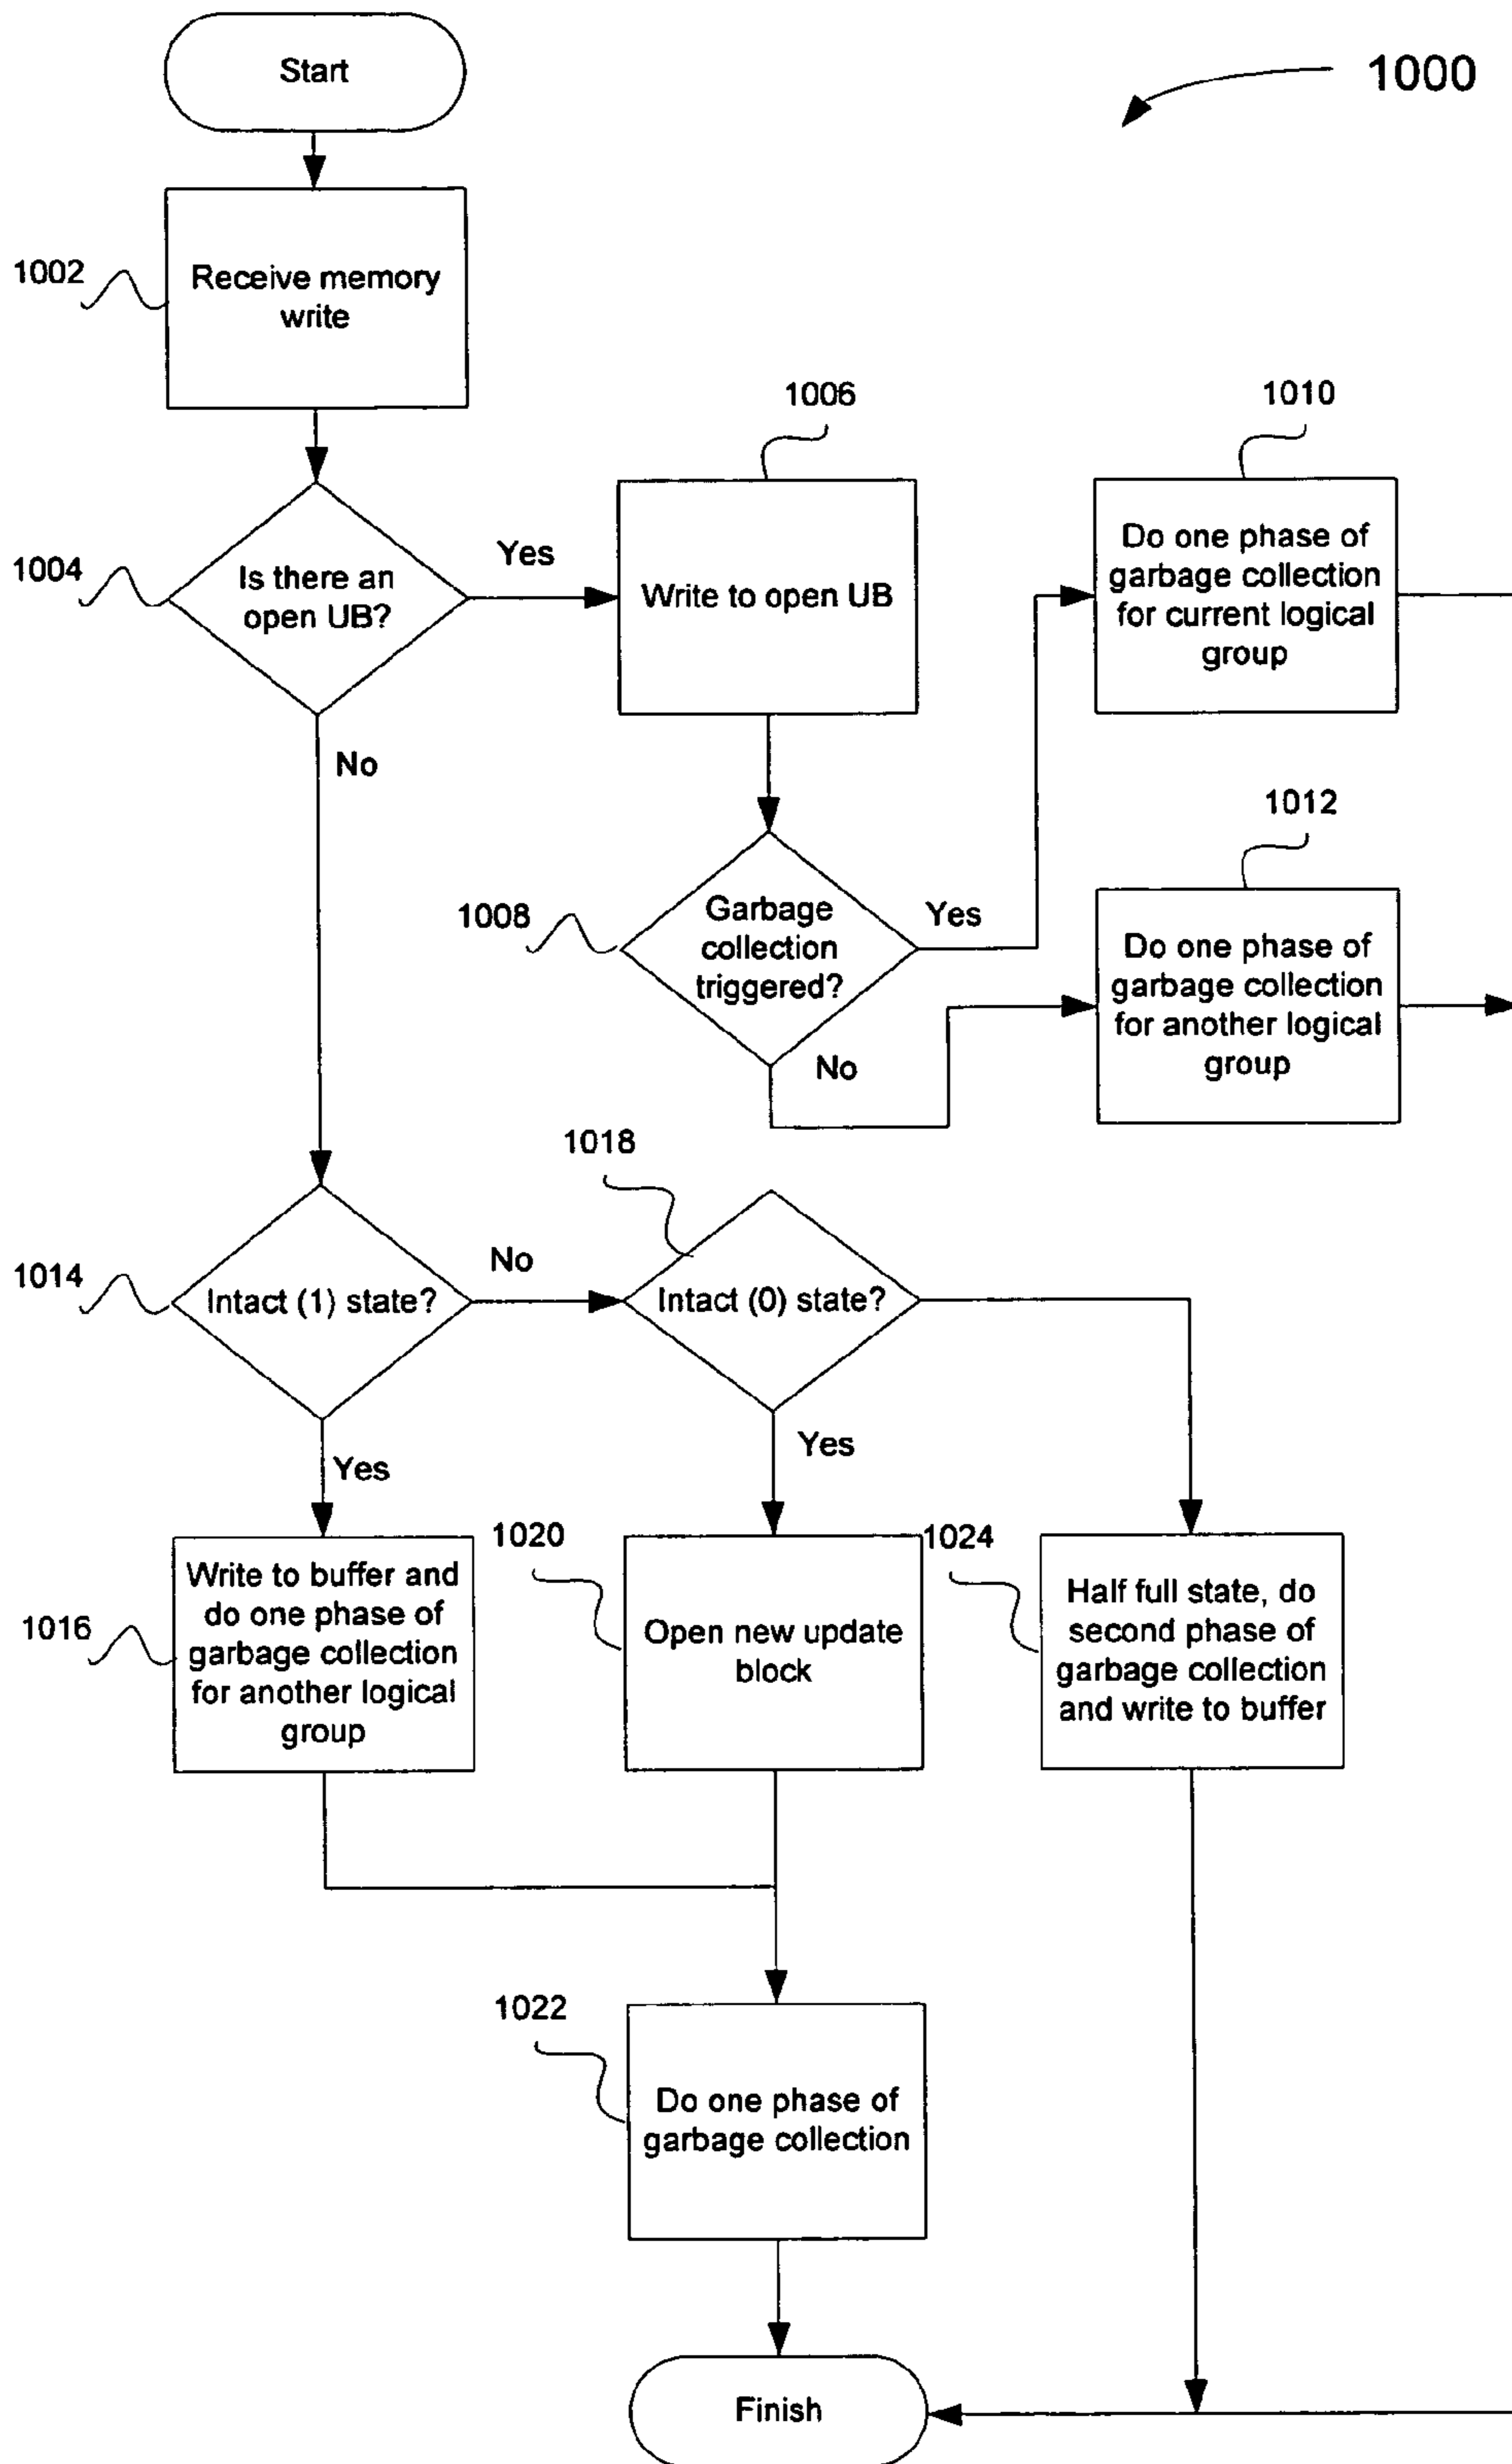 Start
1000
1002
Receive memory
write
1004
Is there an
open UB?
Yes
No
1006
Write to open UB
1008
Garbage
collection
triggered?
Yes
No
1010
Do one phase of
garbage collection
for current logical
group
1012
Do one phase of
garbage collection
for another logical
group
1014
Intact (1) state?
No
Yes
1018
Intact (0) state?
Yes
1016
Write to buffer and
do one phase of
garbage collection
for another logical
group
1020
Open new update
block
1024
Half full state, do
second phase of
garbage collection
and write to buffer
1022
Do one phase of
garbage collection
Finish